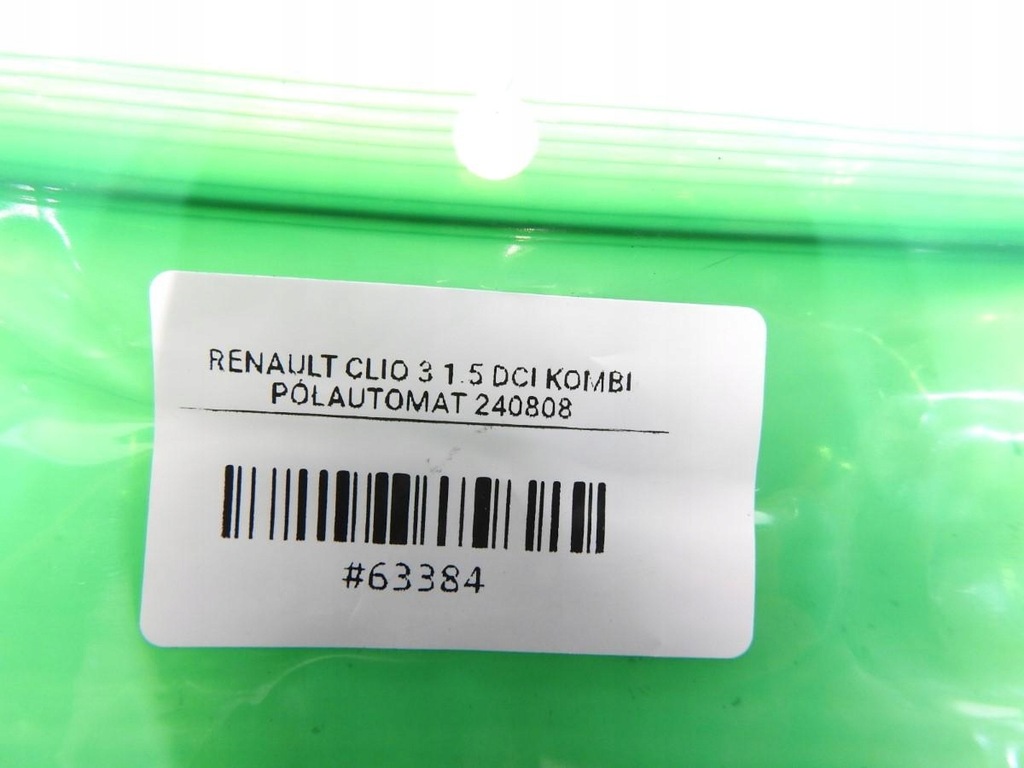 RENAULT CLIO 3 1.5 DCI KOMBI
PÓŁAUTOMAT 240808
#63384